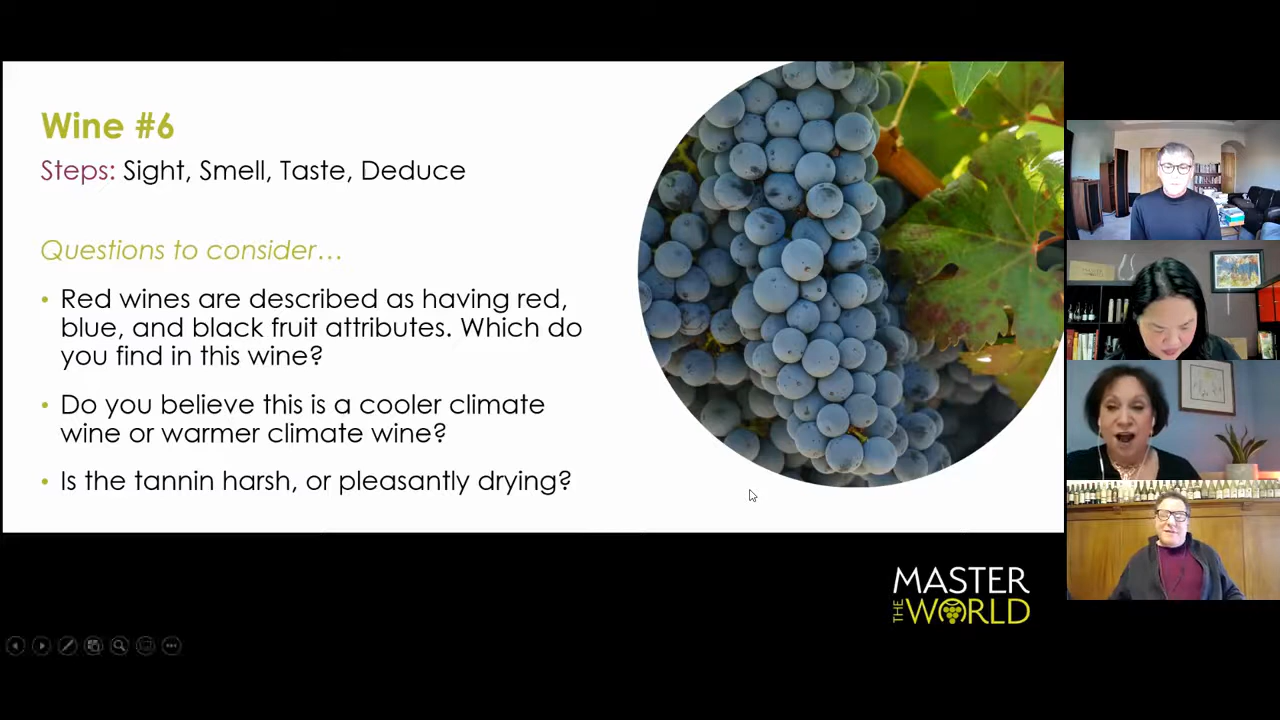 Wine #6
Steps: Sight, Smell, Taste, Deduce
Questions to consider…
• Red wines are described as having red,
blue, and black fruit attributes. Which do
you find in this wine?
• Do you believe this is a cooler climate
wine or warmer climate wine?
• Is the tannin harsh, or pleasantly drying?
MASTER
THE WORLD